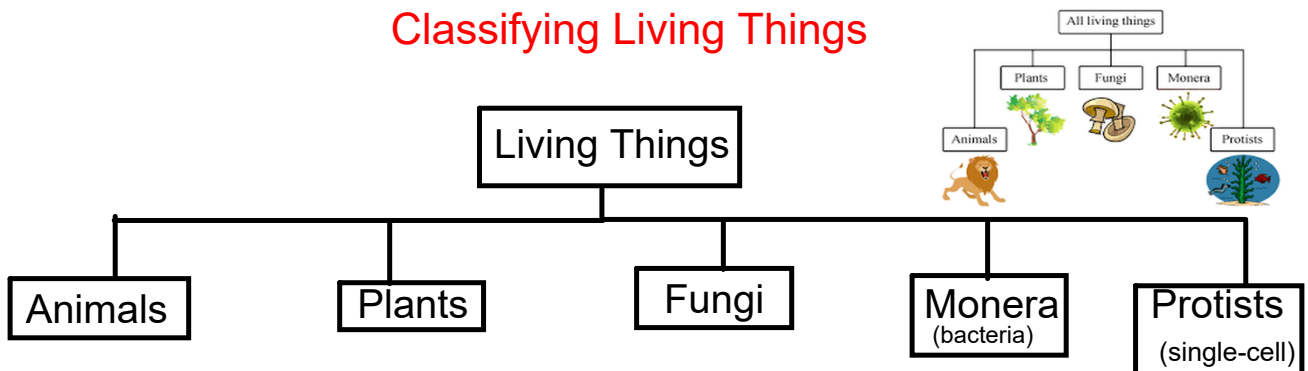 Classifying Living Things
All living things
Plants
Fungi
Monera
Animals
Protists
Living Things
Animals
Plants
Fungi
Monera
(bacteria)
Protists
(single-cell)